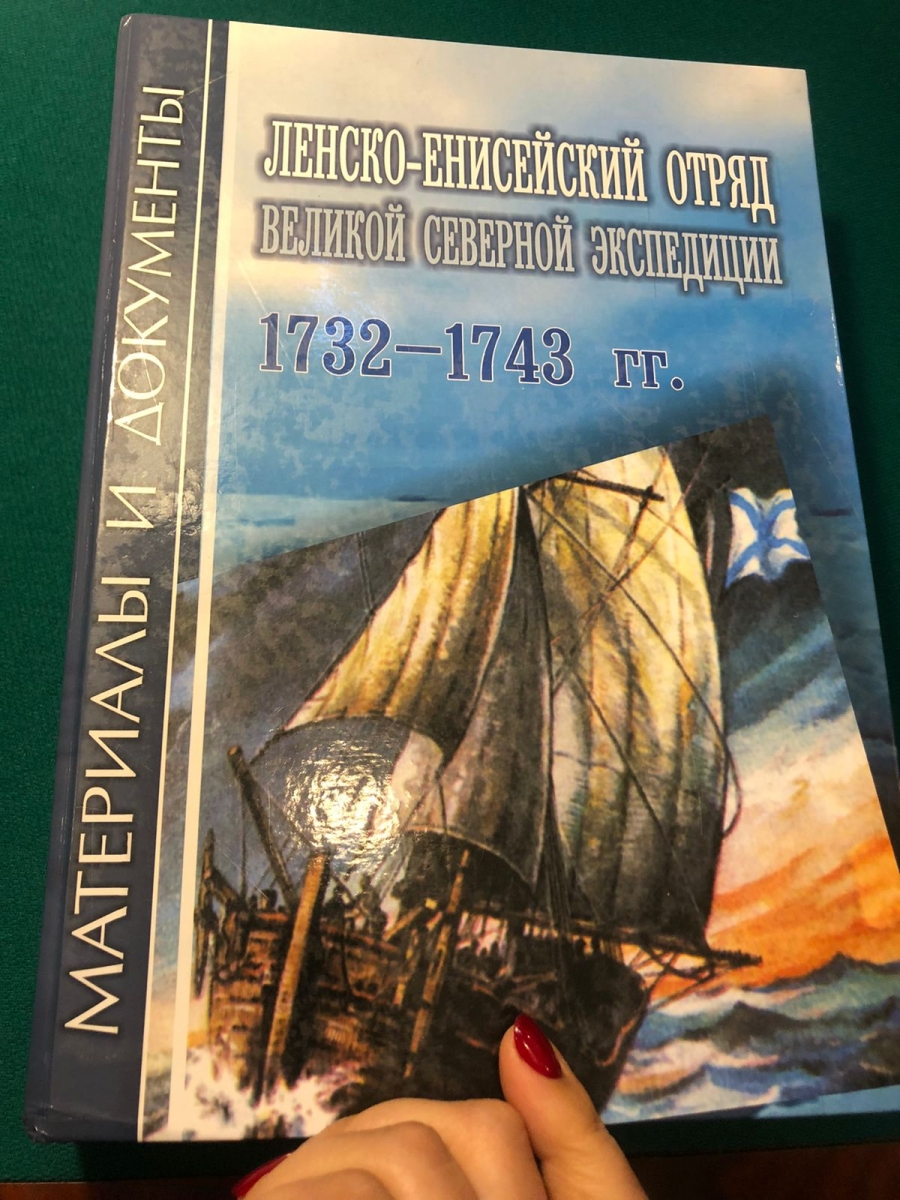 ЛЕНСКО-ЕНИСЕЙСКИЙ ОТРЯД
ВЕЛИКОЙ СЕВЕРНОЙ ЭКСПЕДИЦИИ
1732—1743 гг.
МАТЕРИАЛЫ И ДОКУМЕНТЫ